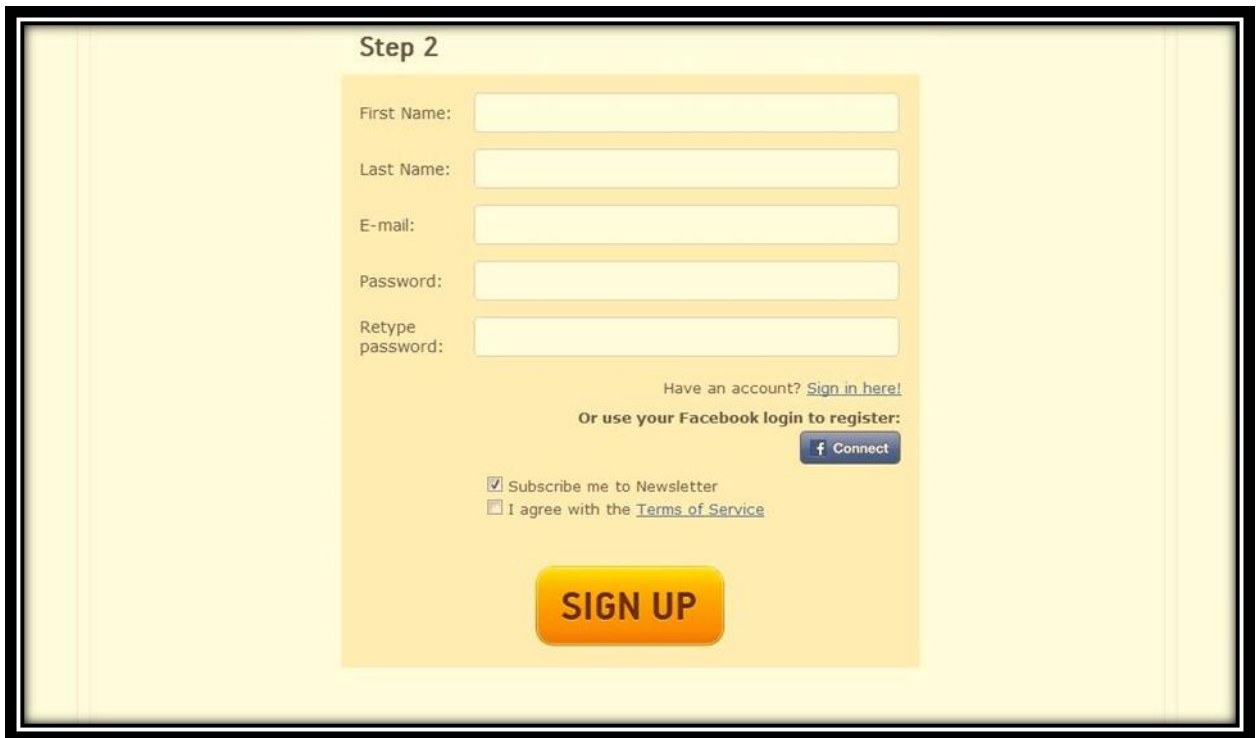 Step 2
First Name:
Last Name:
E-mail:
Password:
Retype
password:
Have an account? Sign in here!
Or use your Facebook login to register:
f Connect
Subscribe me to Newsletter
I agree with the Terms of Service
SIGN UP